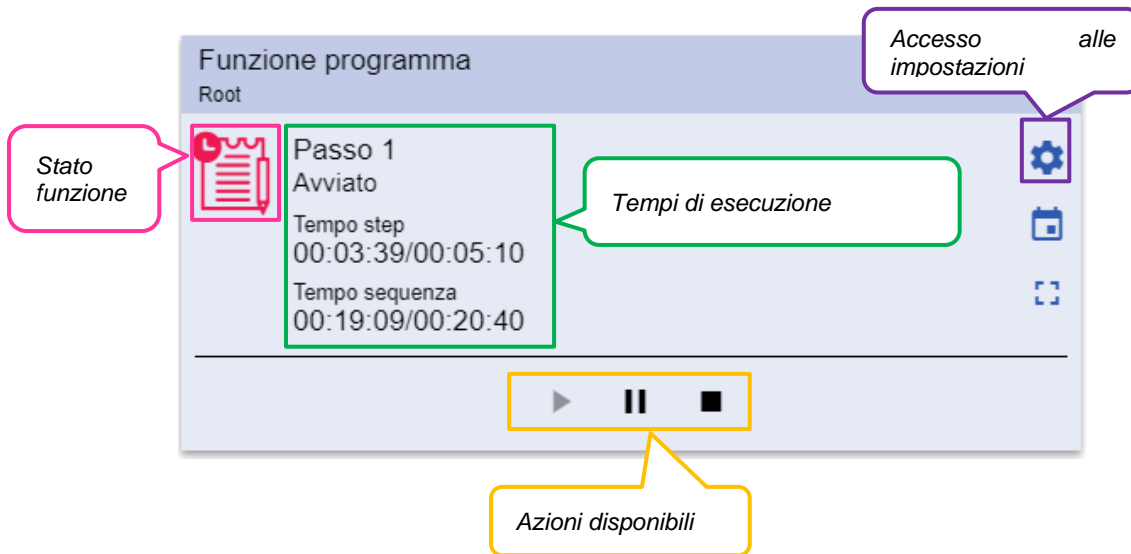 Accesso alle
impostazioni
Funzione programma
Root
Stato
funzione
Passo 1
Avviato
Tempo step
00:03:39/00:05:10
Tempo sequenza
00:19:09/00:20:40
Tempi di esecuzione
Azioni disponibili